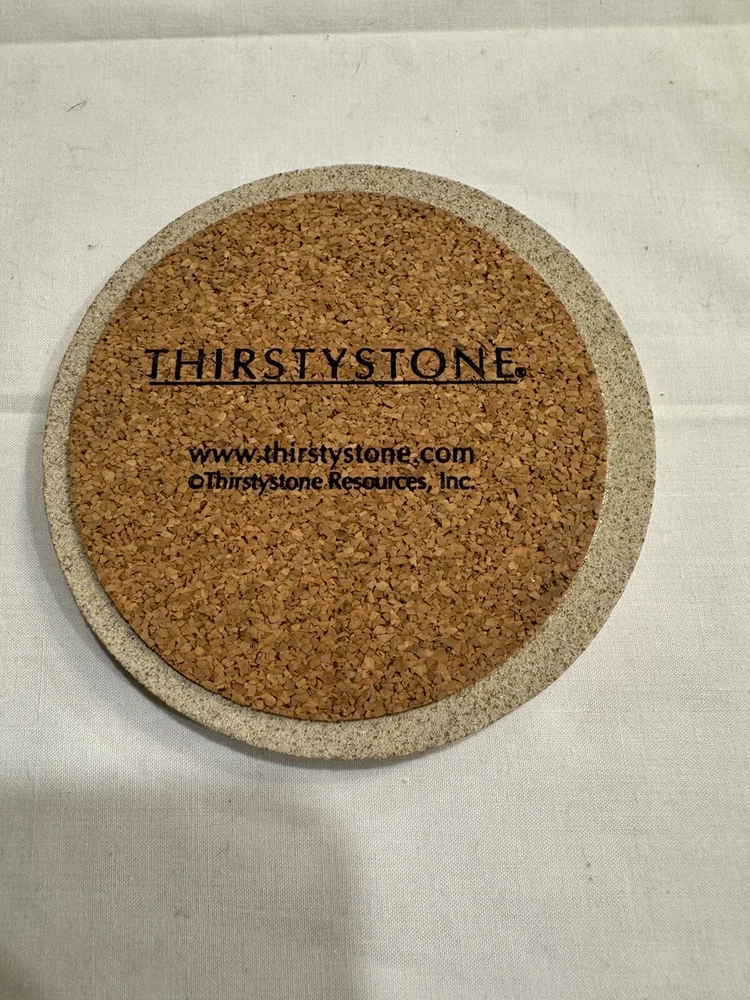 THIRSTYSTONE®
www.thirstystone.com
©Thirstystone Resources, Inc.